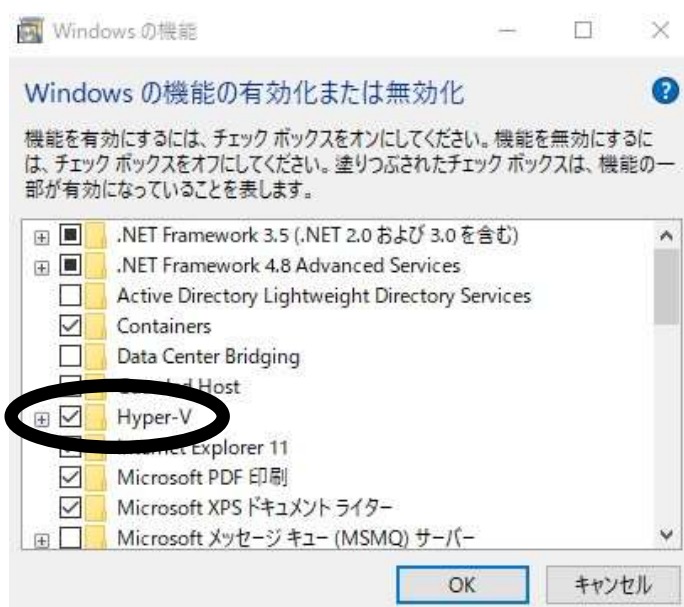 Windows の機能
Windows の機能の有効化または無効化
?
機能を有効にするには、チェック ボックスをオンにしてください。機能を無効にするに
は、チェック ボックスをオフにしてください。塗りつぶされたチェック ボックスは、機能の一
部が有効になっていることを表します。
.NET Framework 3.5 (.NET 2.0 および 3.0 を含む)
.NET Framework 4.8 Advanced Services
Active Directory Lightweight Directory Services
Containers
Data Center Bridging
Host
Hyper-V
Explorer 11
Microsoft PDF 印刷
Microsoft XPS ドキュメント ライター
Microsoft メッセージ キュー (MSMQ) サーバー
OK
キャンセル